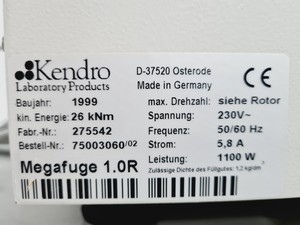 Kendro
Laboratory Products
D-37520 Osterode
Made in Germany
CE
Baujahr: 1999
max. Drehzahl: siehe Rotor
kin. Energie: 26 kNm
Spannung: 230V~
Fabr.-Nr.: 275542
Frequenz: 50/60 Hz
Bestell-Nr.: 75003060/02
Strom: 5,8 A
Leistung: 1100 W
Megafuge 1.0R
Zulässige Dichte des Füllgutes: 1,2 kg/dm